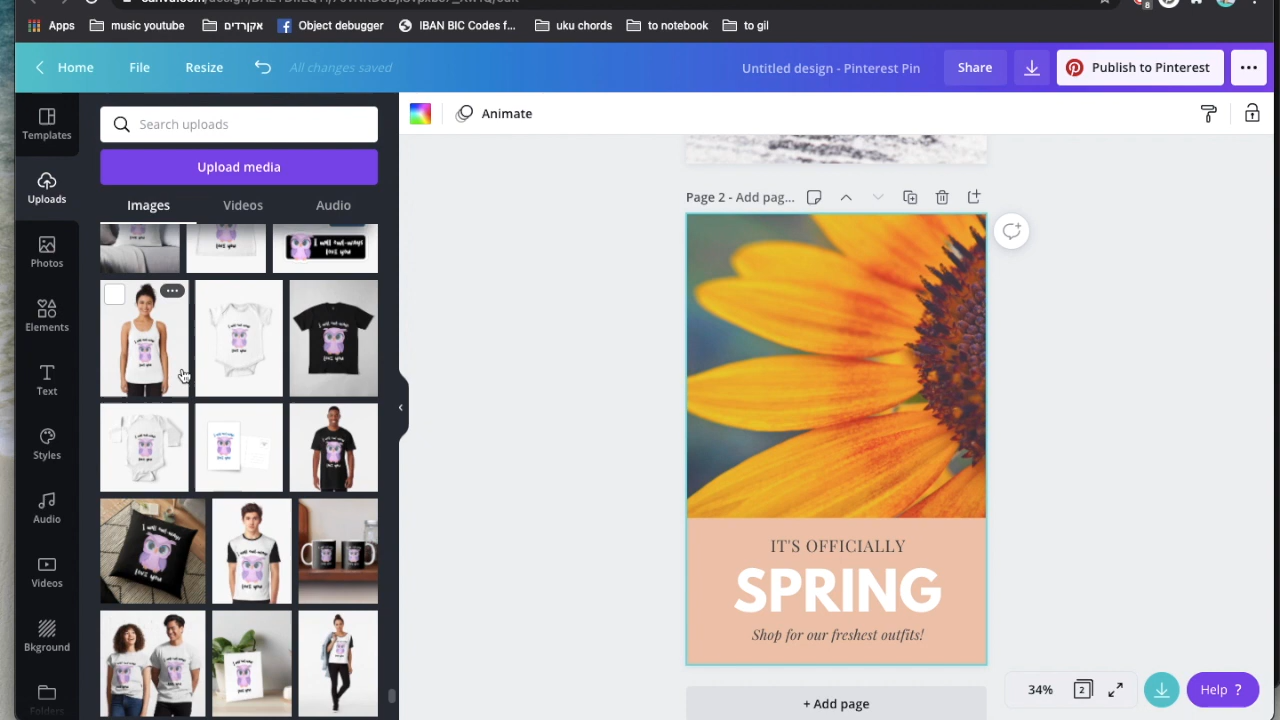 Apps
music youtube
אקורדים
Object debugger
IBAN BIC Codes f...
uku chords
to notebook
to gil
Home
File
Resize
All changes saved
Untitled design - Pinterest Pin
Share
Publish to Pinterest
Templates
Uploads
Photos
Elements
Text
Styles
Audio
Videos
Bkground
Folders
Search uploads
Upload media
Images
Videos
Audio
Animate
Page 2 - Add pag...
IT'S OFFICIALLY
SPRING
Shop for our freshest outfits!
+ Add page
34%
2
Help ?